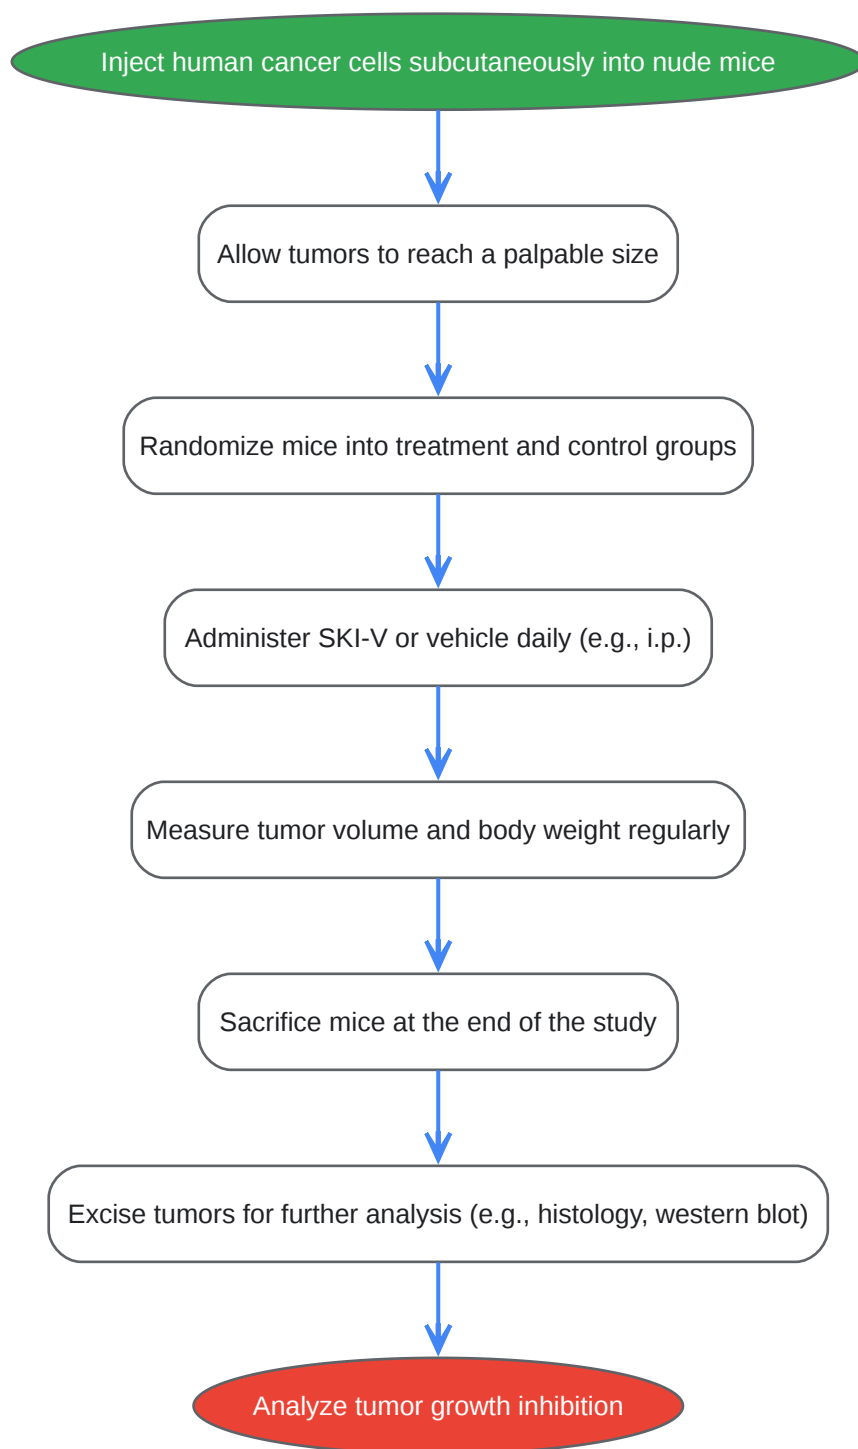 Inject human cancer cells subcutaneously into nude mice
Allow tumors to reach a palpable size
Randomize mice into treatment and control groups
Administer SKI-V or vehicle daily (e.g., i.p.)
Measure tumor volume and body weight regularly
Sacrifice mice at the end of the study
Excise tumors for further analysis (e.g., histology, western blot)
Analyze tumor growth inhibition